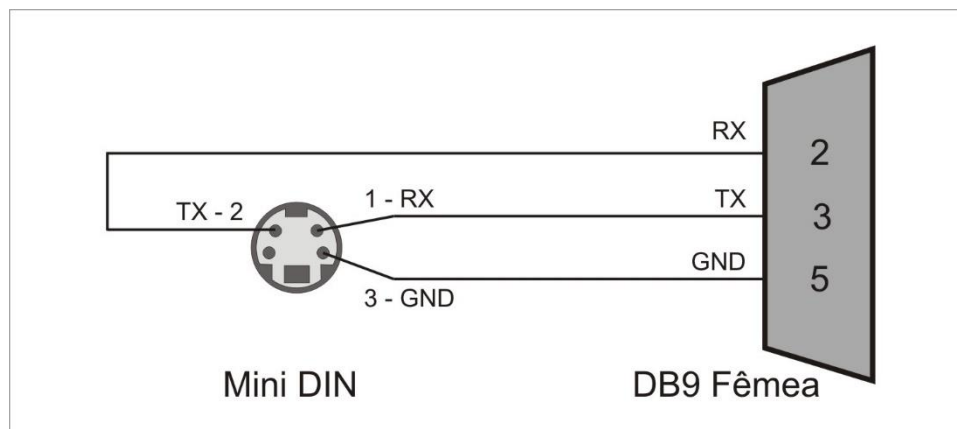 RX
2
TX - 2
1 - RX
TX
3
GND
5
3 - GND
Mini DIN
DB9 Fêmea